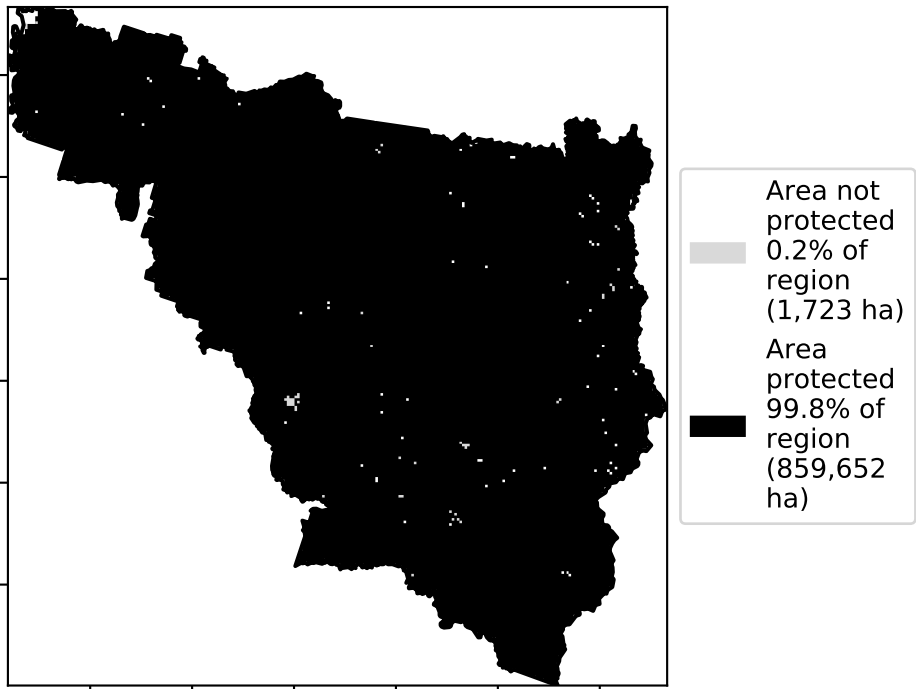 Area not
protected
0.2% of
region
(1,723 ha)
Area
protected
99.8% of
region
(859,652
ha)